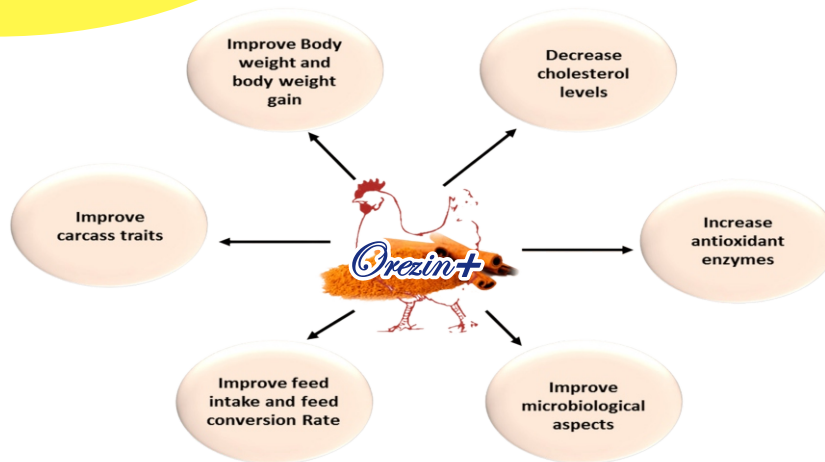 Improve Body
weight and
body weight
gain
Decrease
cholesterol
levels
Improve
carcass traits
Orezin+
Increase
antioxidant
enzymes
Improve feed
intake and feed
conversion Rate
Improve
microbiological
aspects